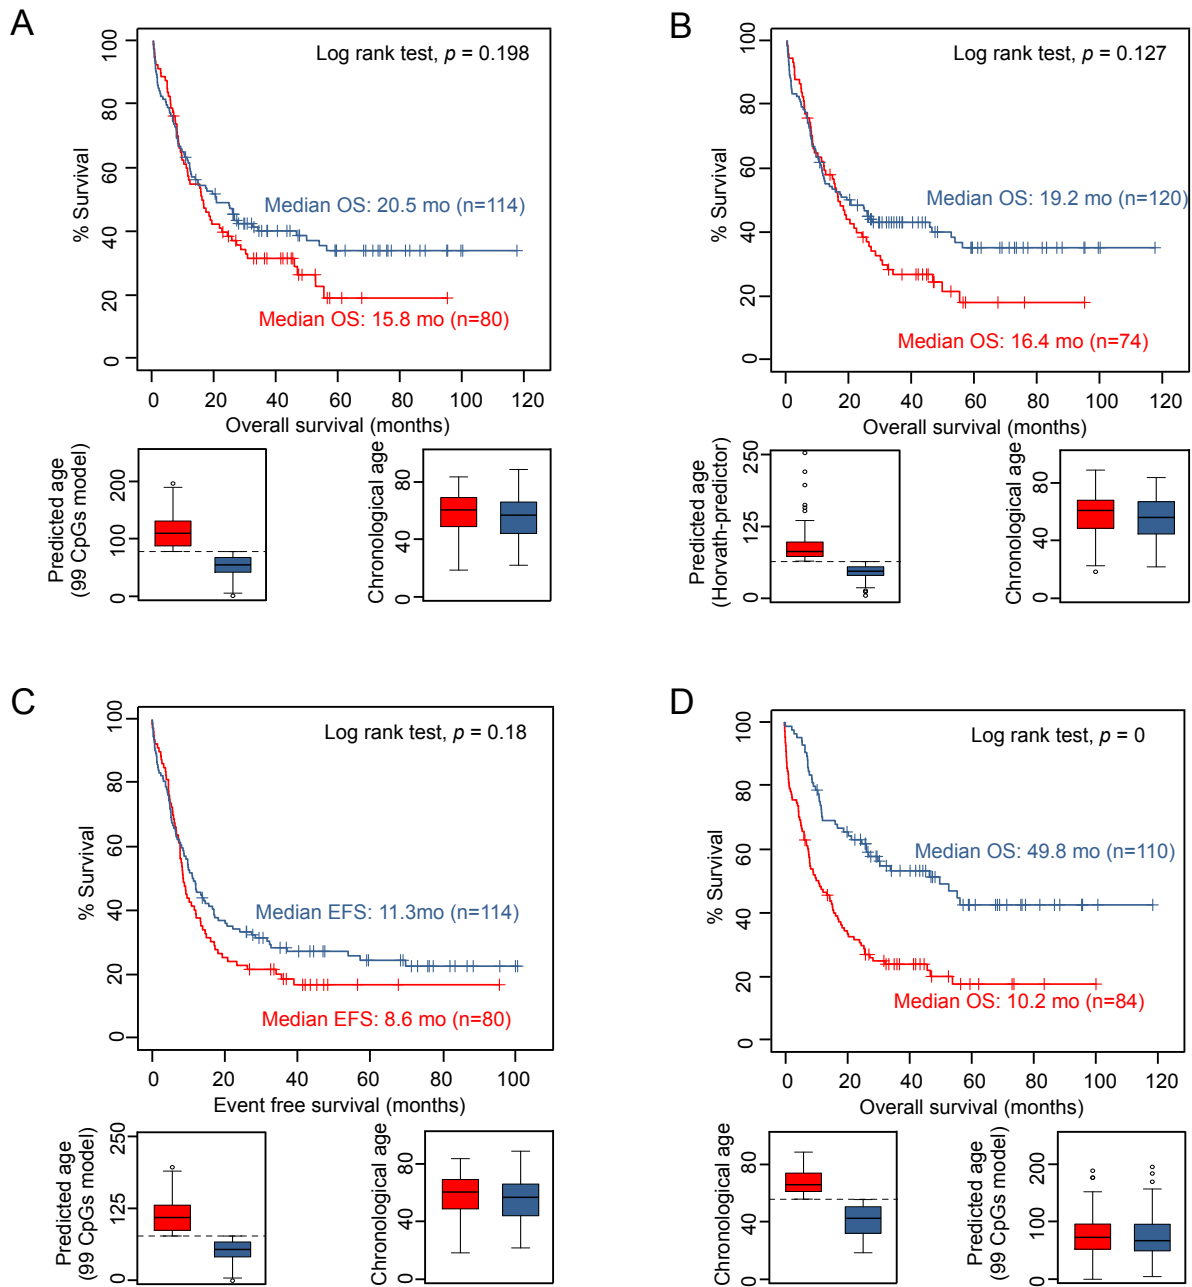 A
Log rank test, p = 0.198
% Survival
100
80
60
40
20
0
Median OS: 20.5 mo (n=114)
Median OS: 15.8 mo (n=80)
0 20 40 60 80 100 120
Overall survival (months)
Predicted age
(99 CpGs model)
200
100
0
Chronological age
80
40
0
B
Log rank test, p = 0.127
% Survival
100
80
60
40
20
0
Median OS: 19.2 mo (n=120)
Median OS: 16.4 mo (n=74)
0 20 40 60 80 100 120
Overall survival (months)
Predicted age
(Horvath-predictor)
250
125
0
Chronological age
80
40
0
C
Log rank test, p = 0.18
% Survival
100
80
60
40
20
0
Median EFS: 11.3mo (n=114)
Median EFS: 8.6 mo (n=80)
0 20 40 60 80 100
Event free survival (months)
Predicted age
(99 CpGs model)
250
125
0
Chronological age
80
40
0
D
Log rank test, p = 0
% Survival
100
80
60
40
20
0
Median OS: 49.8 mo (n=110)
Median OS: 10.2 mo (n=84)
0 20 40 60 80 100 120
Overall survival (months)
Chronological age
80
40
0
Predicted age
(99 CpGs model)
200
100
0